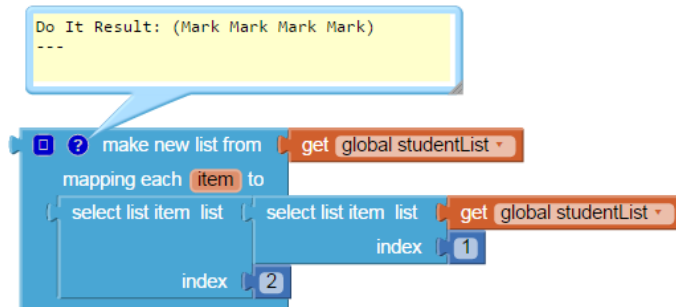 Do It Result: (Mark Mark Mark Mark)
---
? make new list from get global studentList
mapping each item to
select list item list select list item list get global studentList
index 1
index 2